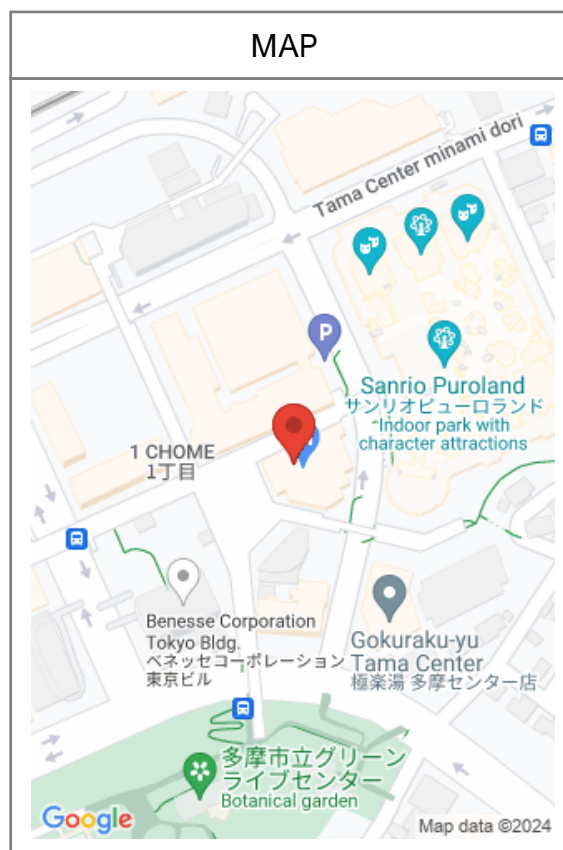 MAP
Tama Center minami dori
P
Sanrio Puroland
サンリオピューロランド
Indoor park with
character attractions
1 CHOME
1丁目
Benesse Corporation
Tokyo Bldg.
ベネッセコーポレーション
東京ビル
Gokuraku-yu
Tama Center
極楽湯 多摩センター店
多摩市立グリーン
ライブセンター
Botanical garden
Google
Map data ©2024